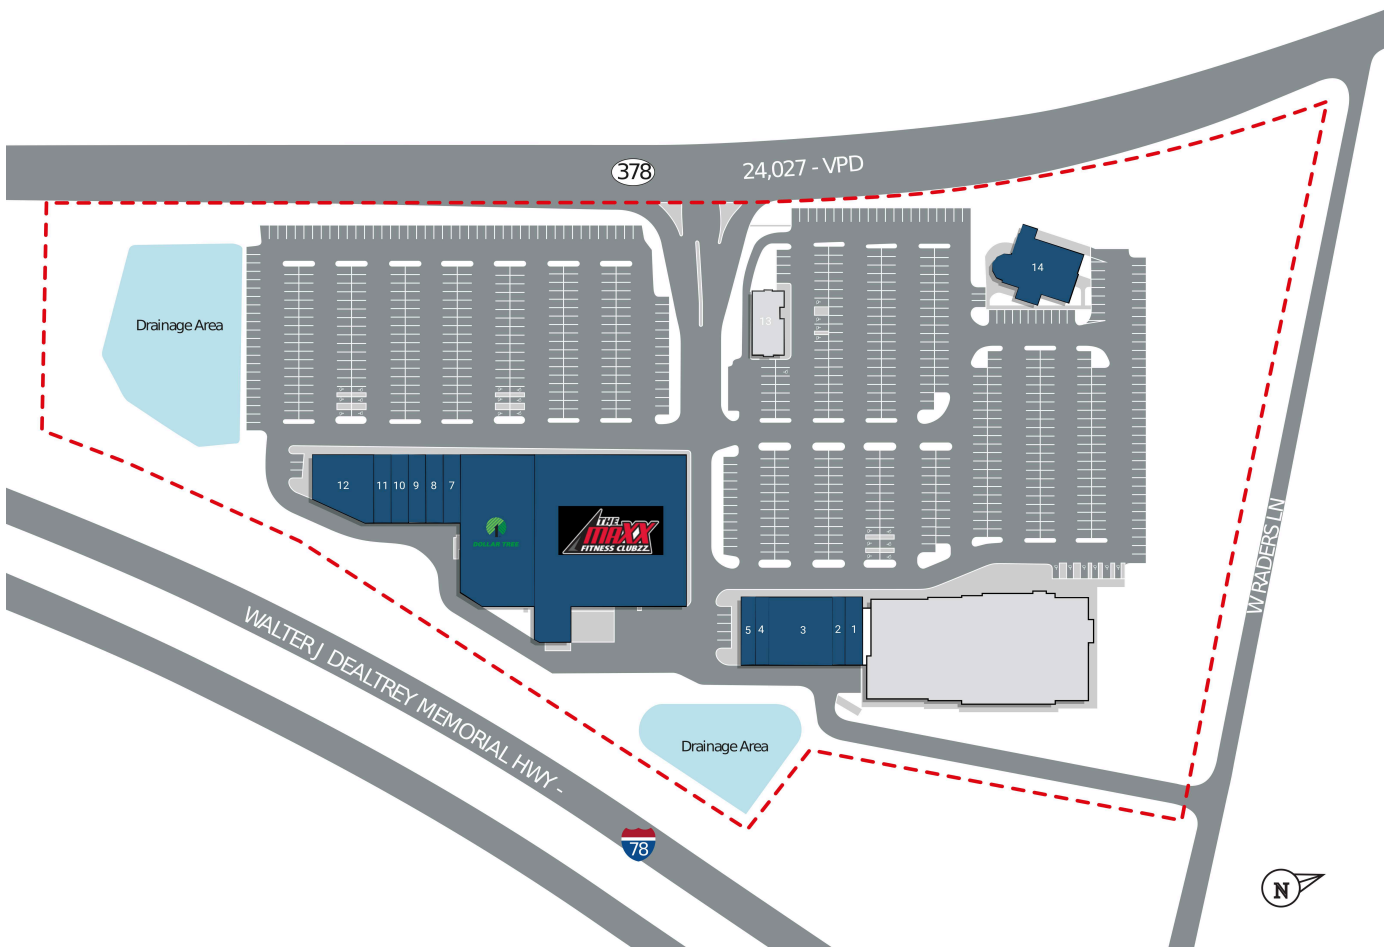 378
24,027 - VPD
Drainage Area
14
13
12
11
10
9
8
7
DOLLAR TREE
THE
MAXX
FITNESS CLUBZZ.
W RADERS LN
5
4
3
2
1
WALTER J DEALTREY MEMORIAL HWY -
Drainage Area
78
N